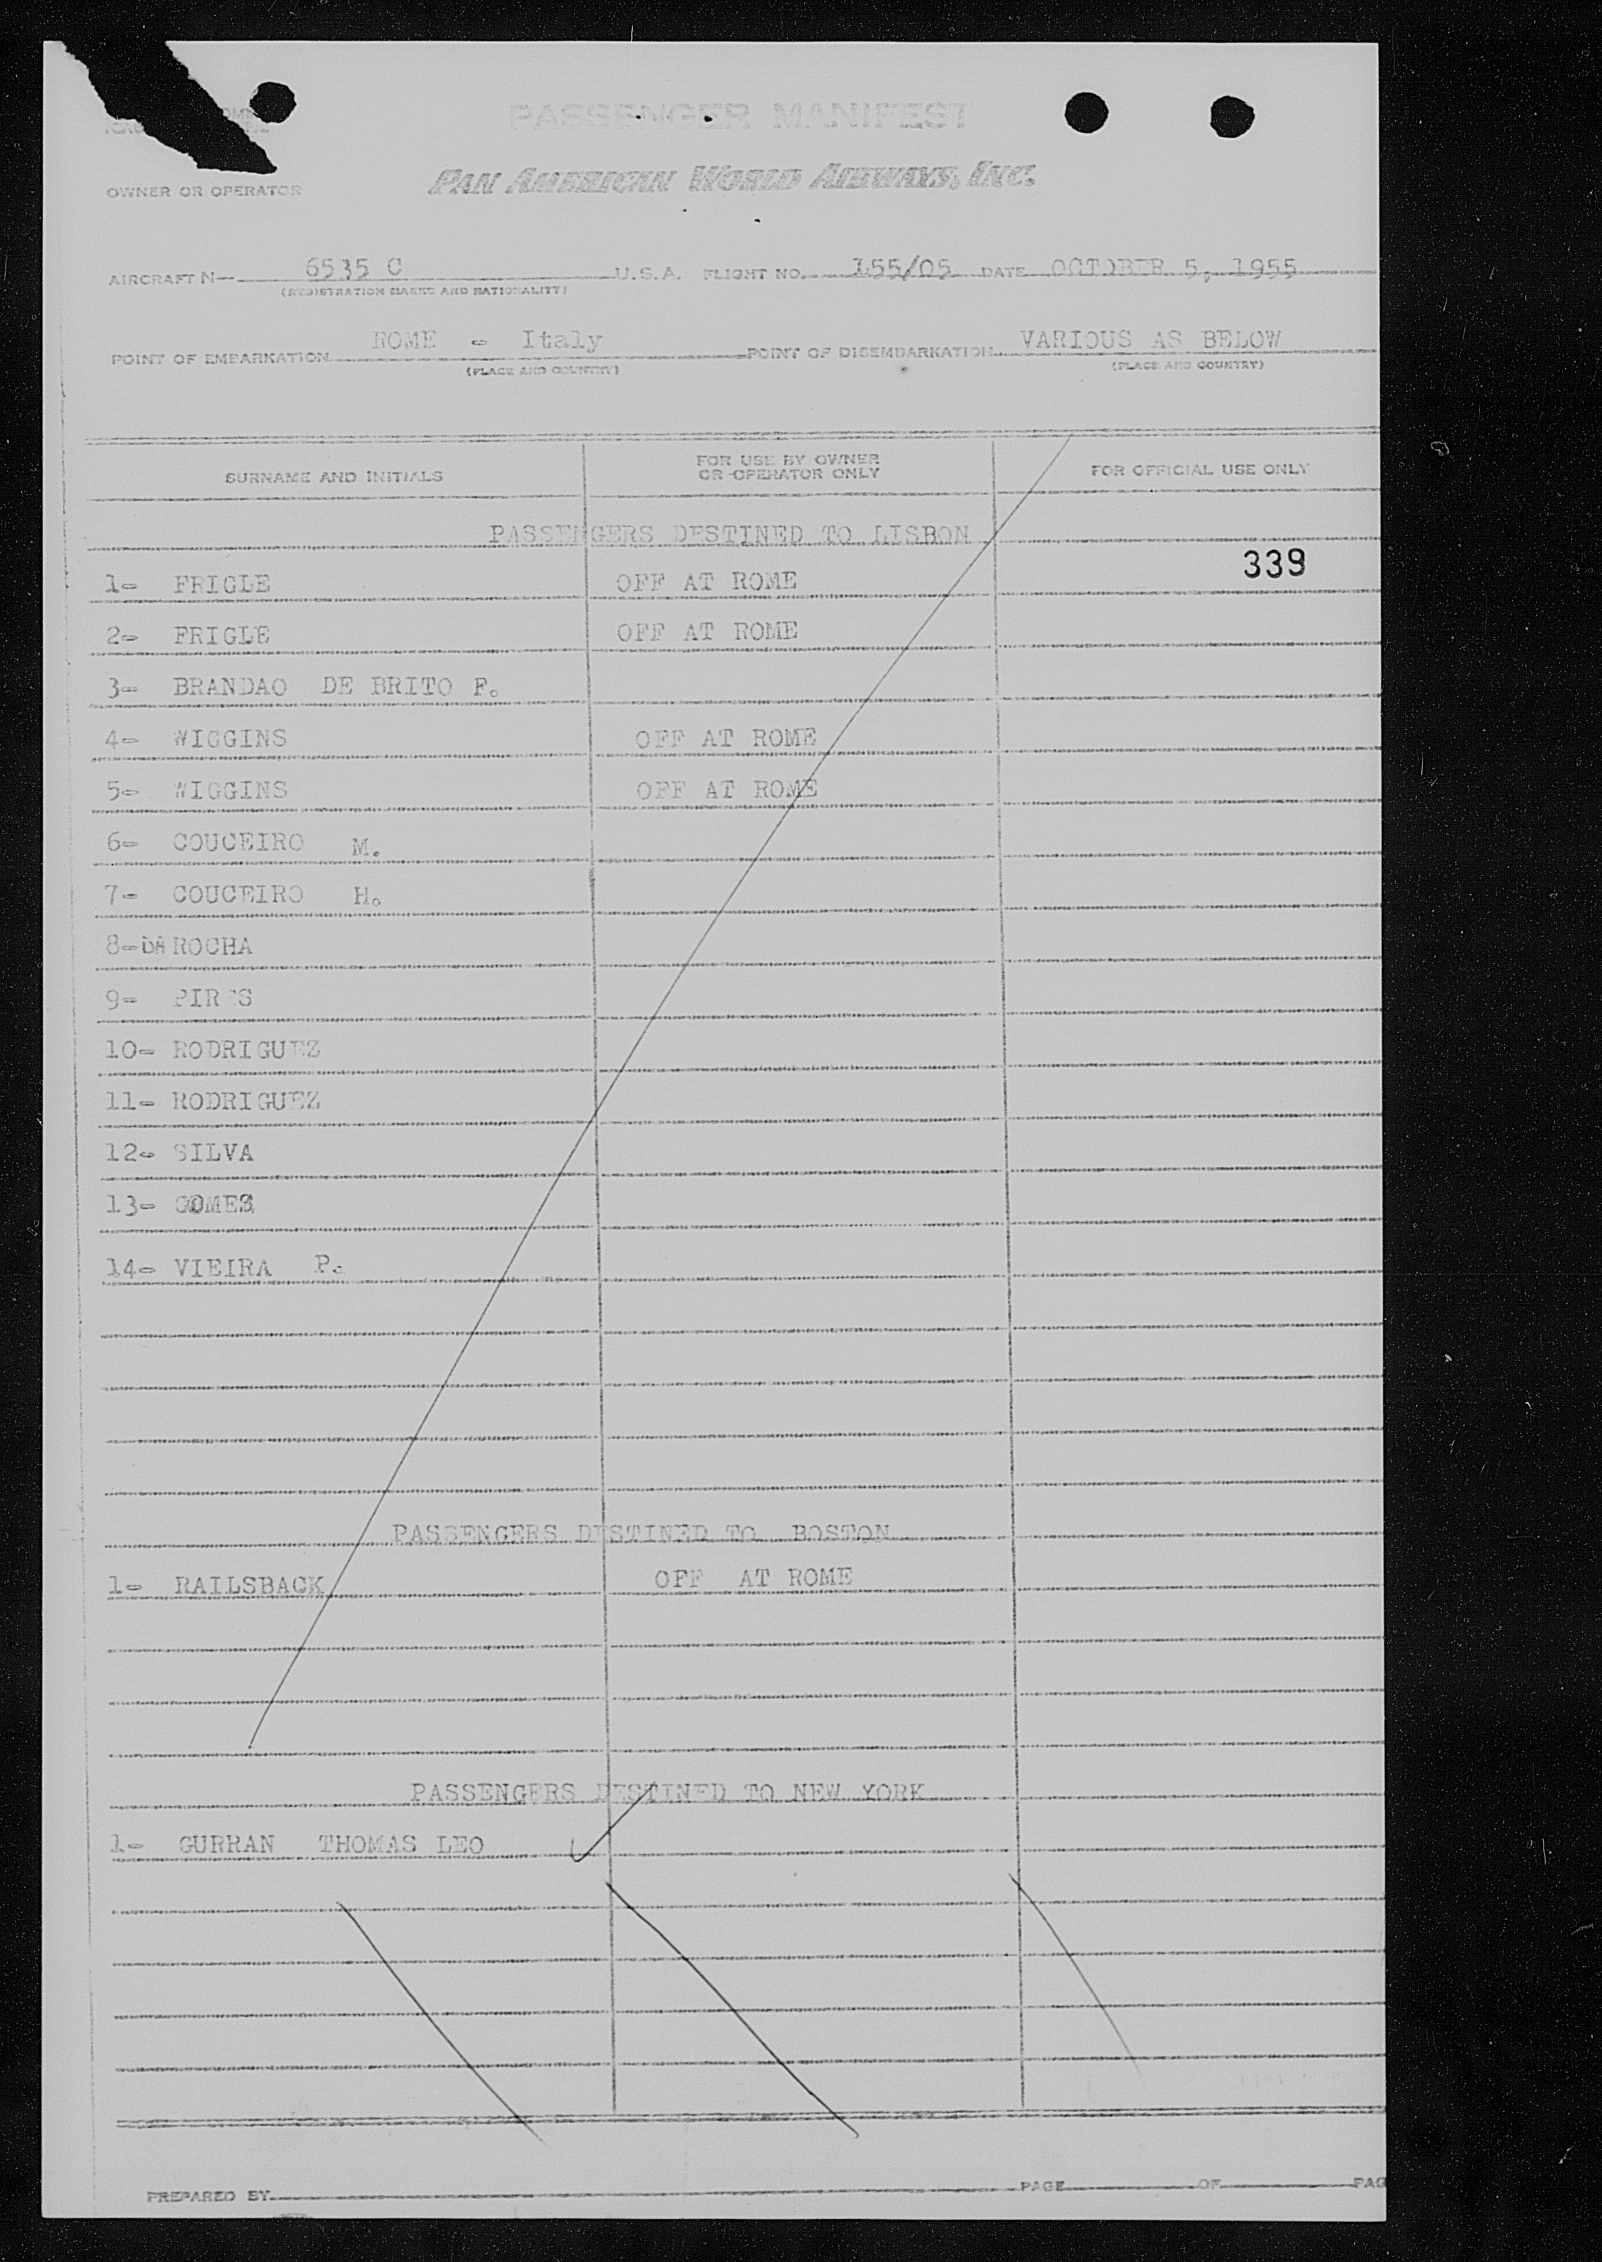 PASSENGER MANIFEST
OWNER OR OPERATOR PAN AMERICAN WORLD AIRWAYS, INC.
AIRCRAFT N- 6535 C U.S.A. FLIGHT NO. 155/05 DATE OCTOBER 5, 1955
(REGISTRATION MARKS AND NATIONALITY)
POINT OF EMBARKATION ROME - Italy POINT OF DISEMBARKATION VARIOUS AS BELOW
(PLACE AND COUNTRY) (PLACE AND COUNTRY)
SURNAME AND INITIALS FOR USE BY OWNER OR OPERATOR ONLY FOR OFFICIAL USE ONLY
PASSENGERS DESTINED TO LISBON
339
1- FRIGLE OFF AT ROME
2- FRIGLE OFF AT ROME
3- BRANDAO DE BRITO F.
4- WIGGINS OFF AT ROME
5- WIGGINS OFF AT ROME
6- COUCEIRO M.
7- COUCEIRO H.
8- DA ROCHA
9- PIRES
10- RODRIGUEZ
11- RODRIGUEZ
12- SILVA
13- GOMES
14- VIEIRA P.
PASSENGERS DESTINED TO BOSTON
1- RAILSBACK OFF AT ROME
PASSENGERS DESTINED TO NEW YORK
1- CURRAN THOMAS LEO
PREPARED BY PAGE OF PAG